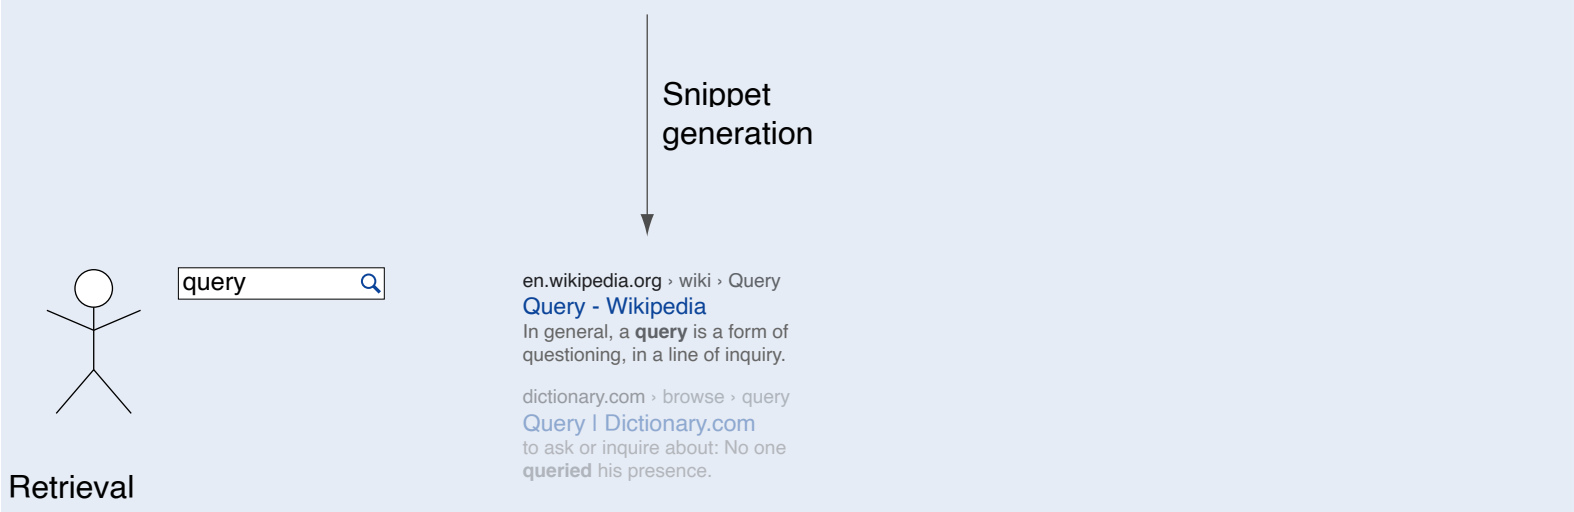 Snippet
generation
query
en.wikipedia.org › wiki › Query
Query - Wikipedia
In general, a query is a form of
questioning, in a line of inquiry.
dictionary.com › browse › query
Query | Dictionary.com
to ask or inquire about: No one
queried his presence.
Retrieval